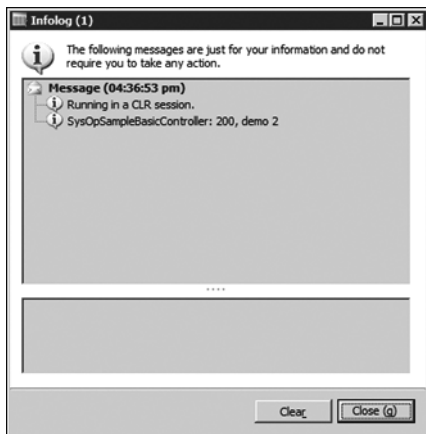 Infolog (1)
The following messages are just for your information and do not
require you to take any action.
Message (04:36:53 pm)
Running in a CLR session.
SysOpSampleBasicController: 200, demo 2
Clear
Close (q)